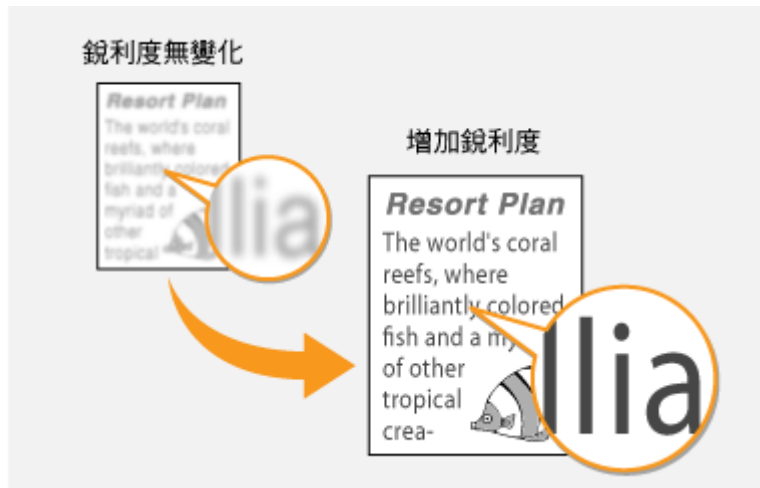 銳利度無變化
Resort Plan
The world's coral
reefs, where
brilliantly colored
fish and a
myriad of
other
tropical
llia
增加銳利度
Resort Plan
The world's coral
reefs, where
brilliantly colored
fish and a my
of other
tropical
crea-
llia